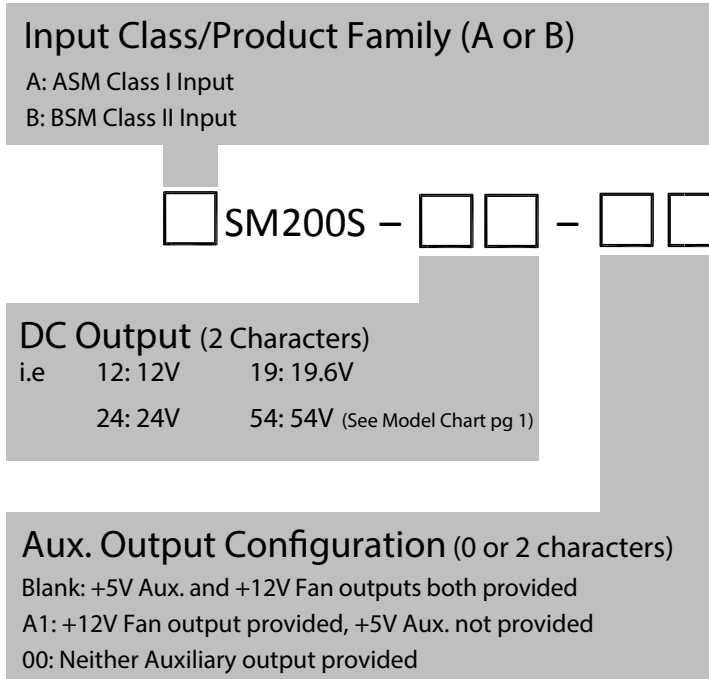 Input Class/Product Family (A or B)
A: ASM Class I Input
B: BSM Class II Input
SM200S – –
DC Output (2 Characters)
i.e 12: 12V 19: 19.6V
24: 24V 54: 54V (See Model Chart pg 1)
Aux. Output Configuration (0 or 2 characters)
Blank: +5V Aux. and +12V Fan outputs both provided
A1: +12V Fan output provided, +5V Aux. not provided
00: Neither Auxiliary output provided